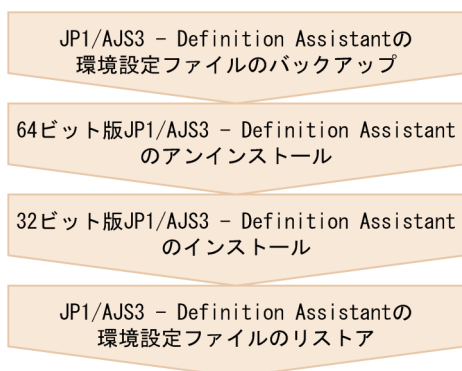 JP1/AJS3 - Definition Assistantの
環境設定ファイルのバックアップ
64ビット版JP1/AJS3 - Definition Assistant
のアンインストール
32ビット版JP1/AJS3 - Definition Assistant
のインストール
JP1/AJS3 - Definition Assistantの
環境設定ファイルのリストア